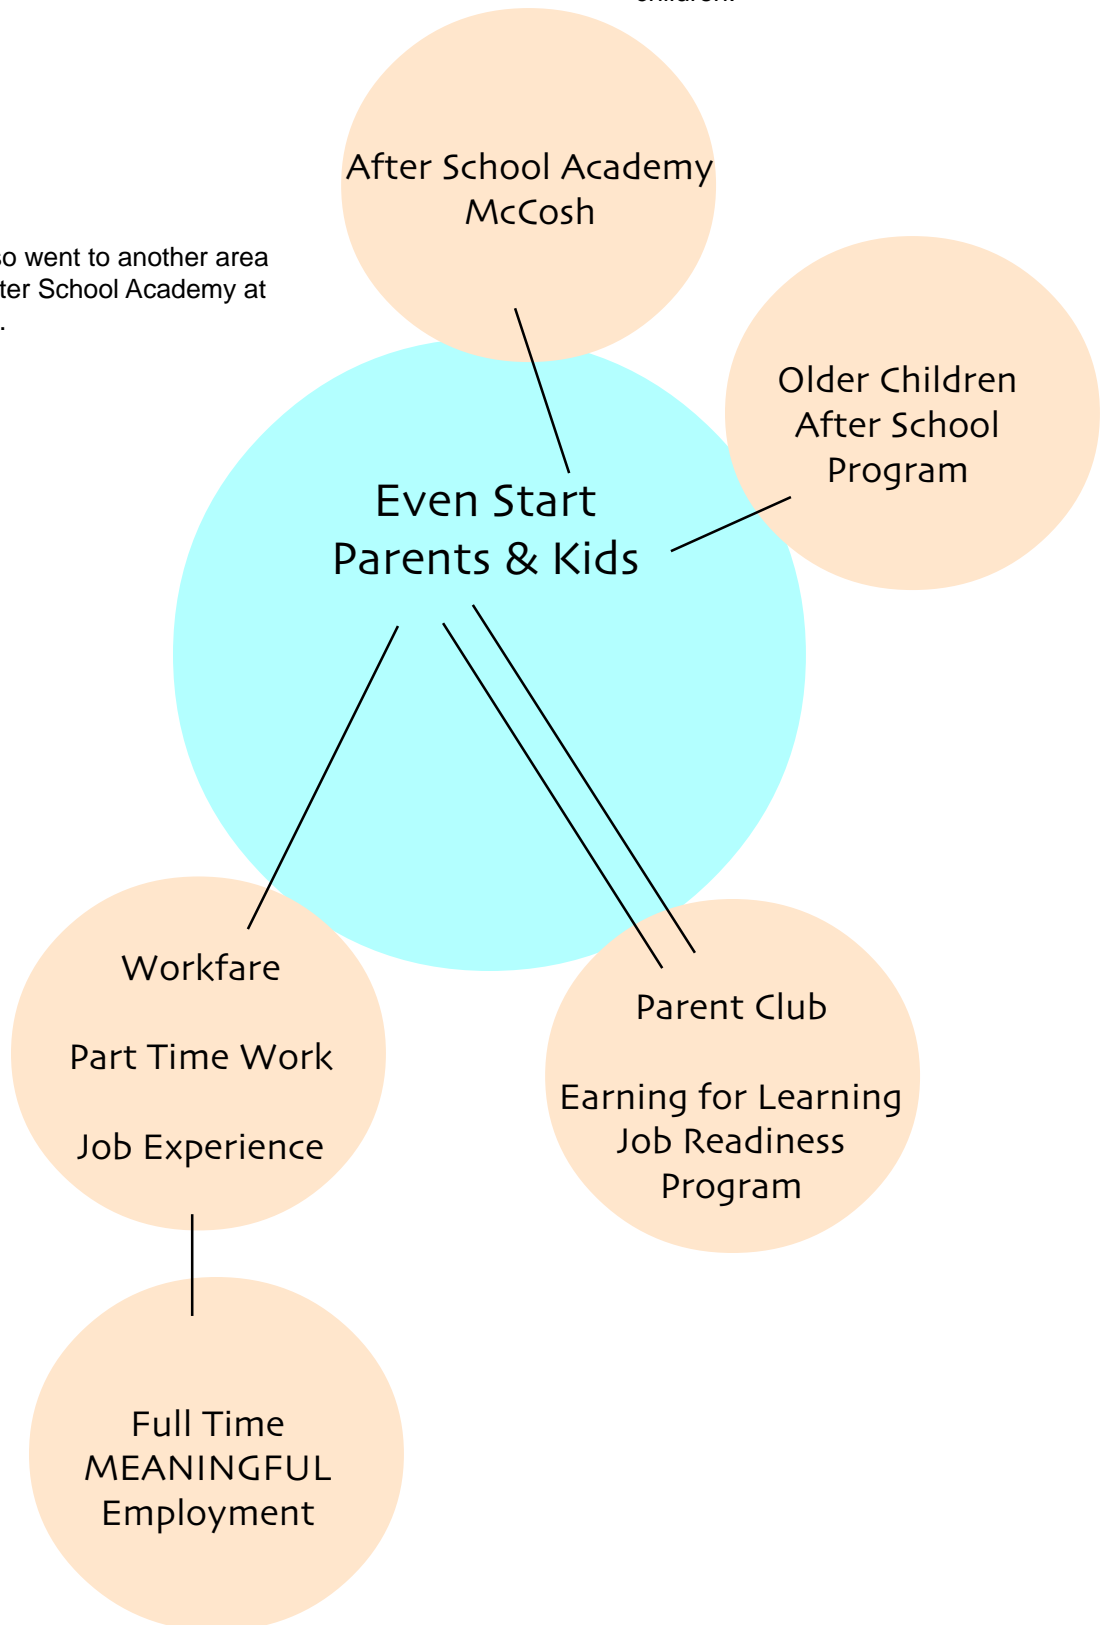 children.
After School Academy
McCosh
so went to another area
ter School Academy at
.
Older Children
After School
Program
Even Start
Parents & Kids
Workfare
Part Time Work
Job Experience
Parent Club
Earning for Learning
Job Readiness
Program
Full Time
MEANINGFUL
Employment